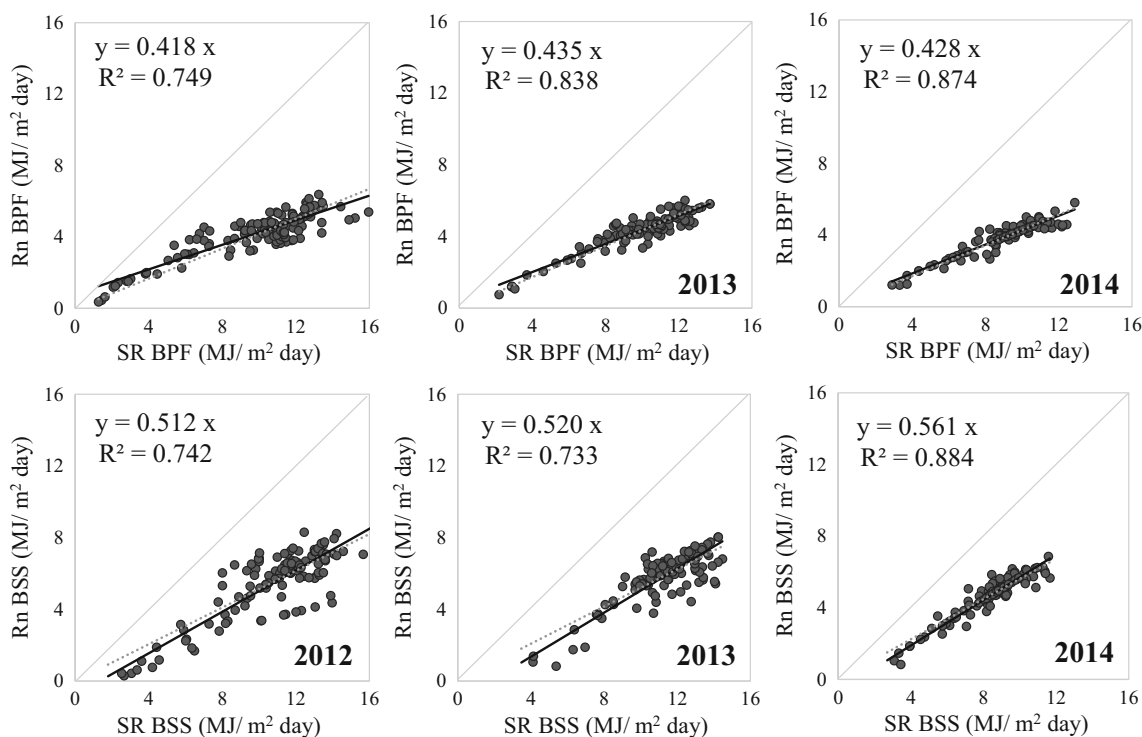 16
12
8
4
0
Rn BPF (MJ/ m² day)
y = 0.418 x
R² = 0.749
4 8 12 16
SR BPF (MJ/ m² day)
16
12
8
4
0
Rn BPF (MJ/ m² day)
y = 0.435 x
R² = 0.838
2013
0 4 8 12 16
SR BPF (MJ/ m² day)
16
12
8
4
0
Rn BPF (MJ/ m² day)
y = 0.428 x
R² = 0.874
2014
0 4 8 12 16
SR BPF (MJ/ m² day)
16
12
8
4
0
Rn BSS (MJ/ m² day)
y = 0.512 x
R² = 0.742
2012
0 4 8 12 16
SR BSS (MJ/ m² day)
16
12
8
4
0
Rn BSS (MJ/ m² day)
y = 0.520 x
R² = 0.733
2013
0 4 8 12 16
SR BSS (MJ/ m² day)
16
12
8
4
0
Rn BSS (MJ/ m² day)
y = 0.561 x
R² = 0.884
2014
0 4 8 12 16
SR BSS (MJ/ m² day)